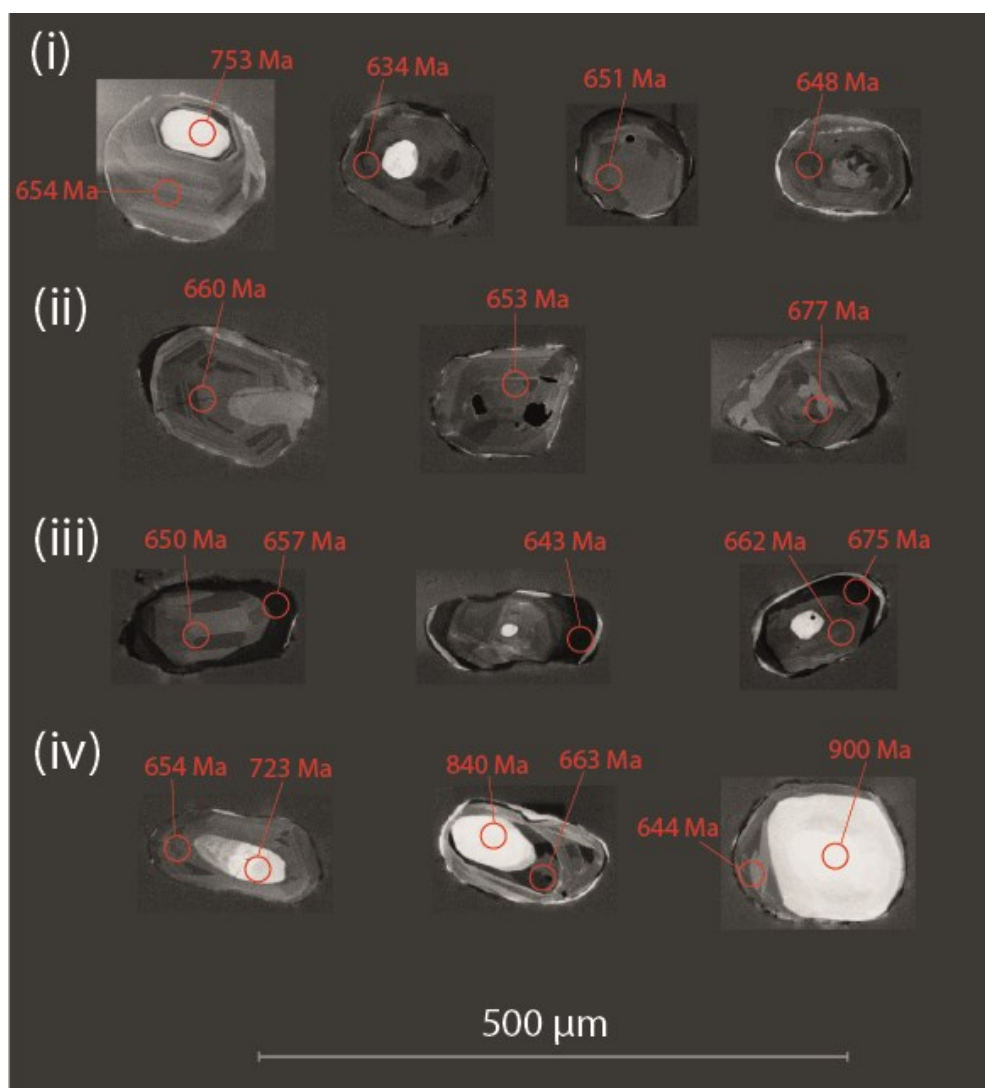 (i)
753 Ma
634 Ma
651 Ma
648 Ma
654 Ma
(ii)
660 Ma
653 Ma
677 Ma
(iii)
650 Ma
657 Ma
643 Ma
662 Ma
675 Ma
(iv)
654 Ma
723 Ma
840 Ma
663 Ma
900 Ma
644 Ma
500 μm